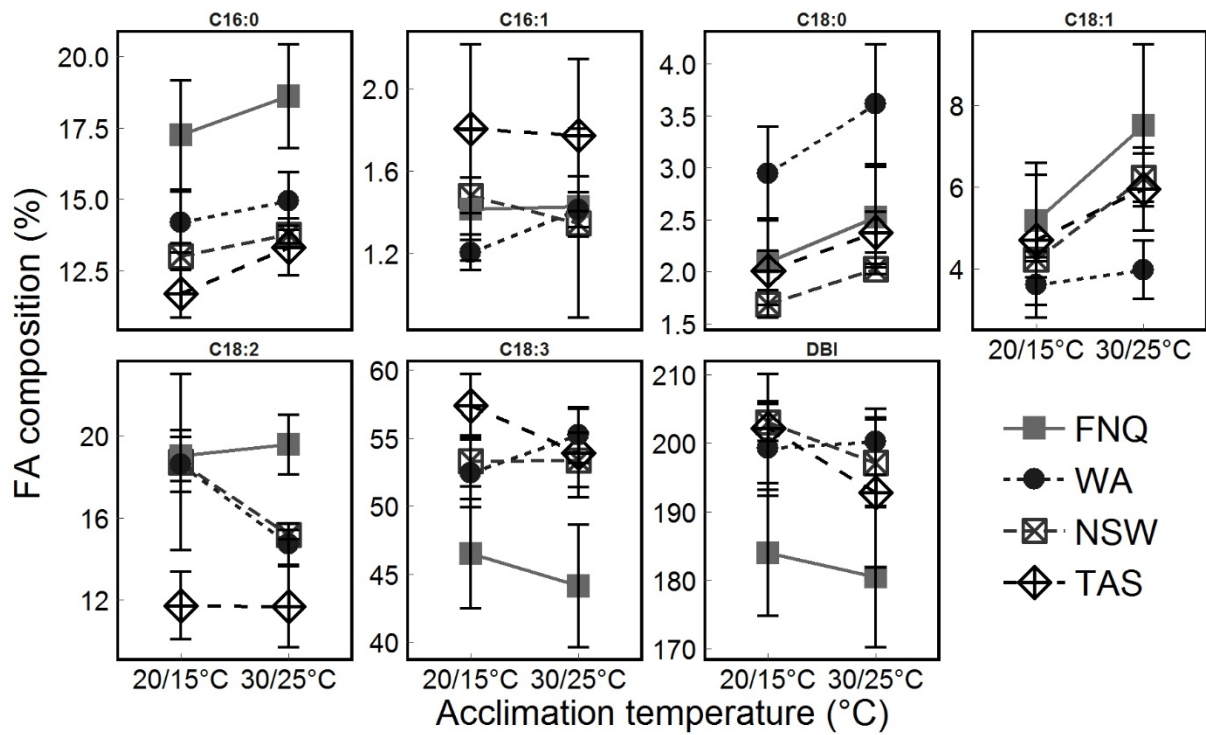 C16:0
C16:1
C18:0
C18:1
FA composition (%)
20.0
17.5
15.0
12.5
2.0
1.6
1.2
4.0
3.5
3.0
2.5
2.0
1.5
8
6
4
20/15°C 30/25°C
C18:2
C18:3
DBI
20
16
12
60
55
50
45
40
210
200
190
180
170
FNQ
WA
NSW
TAS
20/15°C 30/25°C
20/15°C 30/25°C
20/15°C 30/25°C
Acclimation temperature (°C)